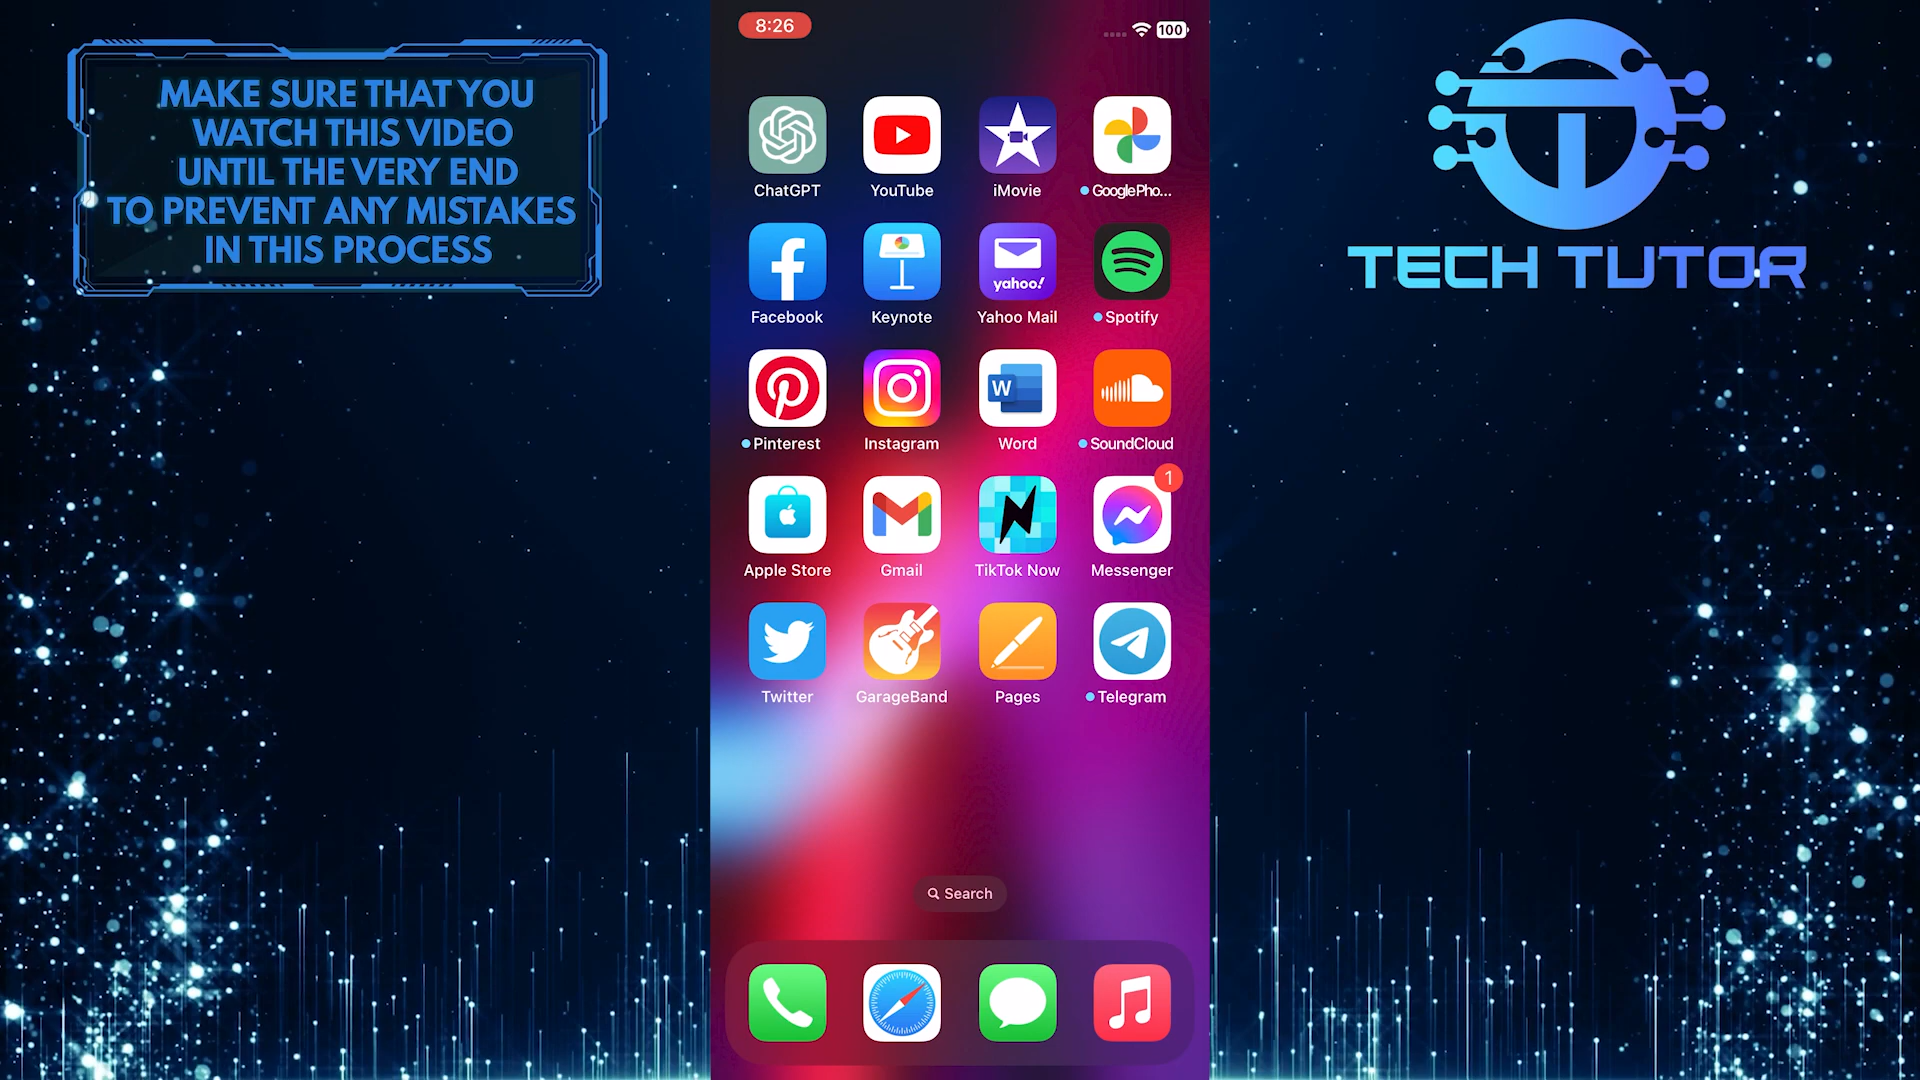 MAKE SURE THAT YOU
WATCH THIS VIDEO
UNTIL THE VERY END
TO PREVENT ANY MISTAKES
IN THIS PROCESS
8:26
100
TECH TUTOR
ChatGPT
YouTube
iMovie
Google Pho...
yahoo!
Facebook
Keynote
Yahoo Mail
Spotify
W
Pinterest
Instagram
Word
SoundCloud
1
Apple Store
Gmail
TikTok Now
Messenger
Twitter
GarageBand
Pages
Telegram
Search